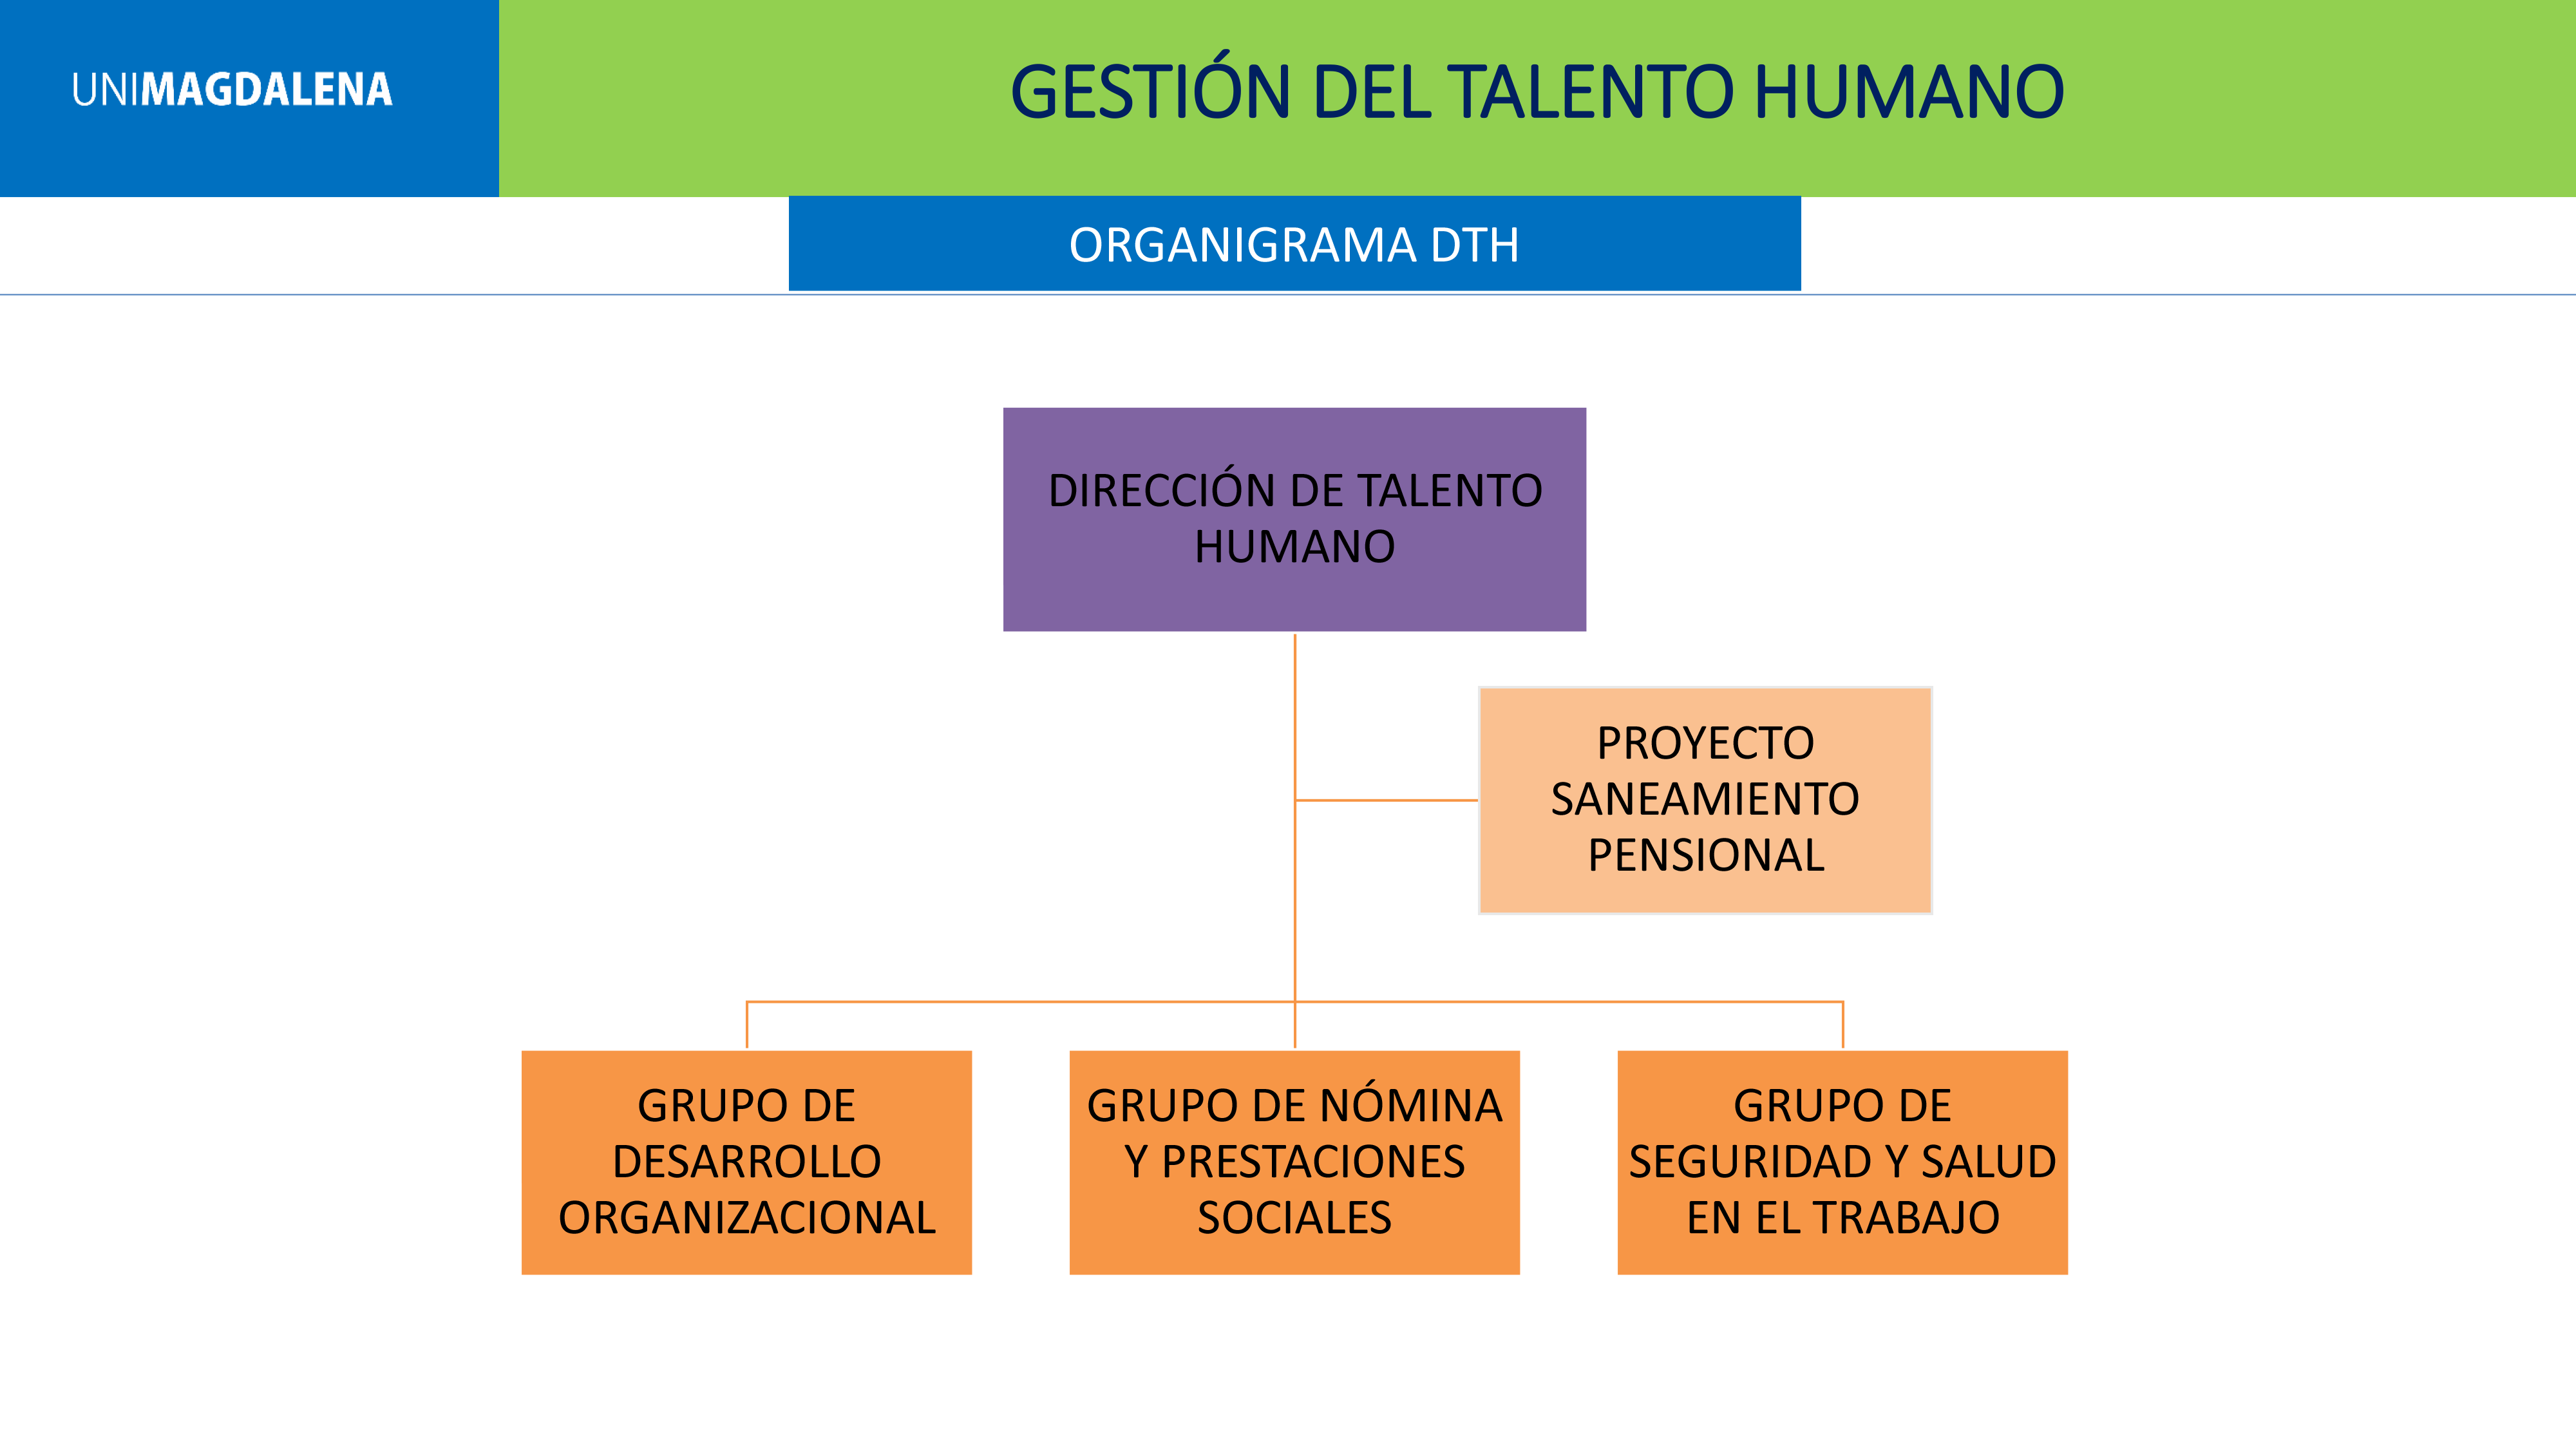 UNIMAGDALENA
GESTIÓN DEL TALENTO HUMANO
ORGANIGRAMA DTH
DIRECCIÓN DE TALENTO
HUMANO
PROYECTO
SANEAMIENTO
PENSIONAL
GRUPO DE
DESARROLLO
ORGANIZACIONAL
GRUPO DE NÓMINA
Y PRESTACIONES
SOCIALES
GRUPO DE
SEGURIDAD Y SALUD
EN EL TRABAJO